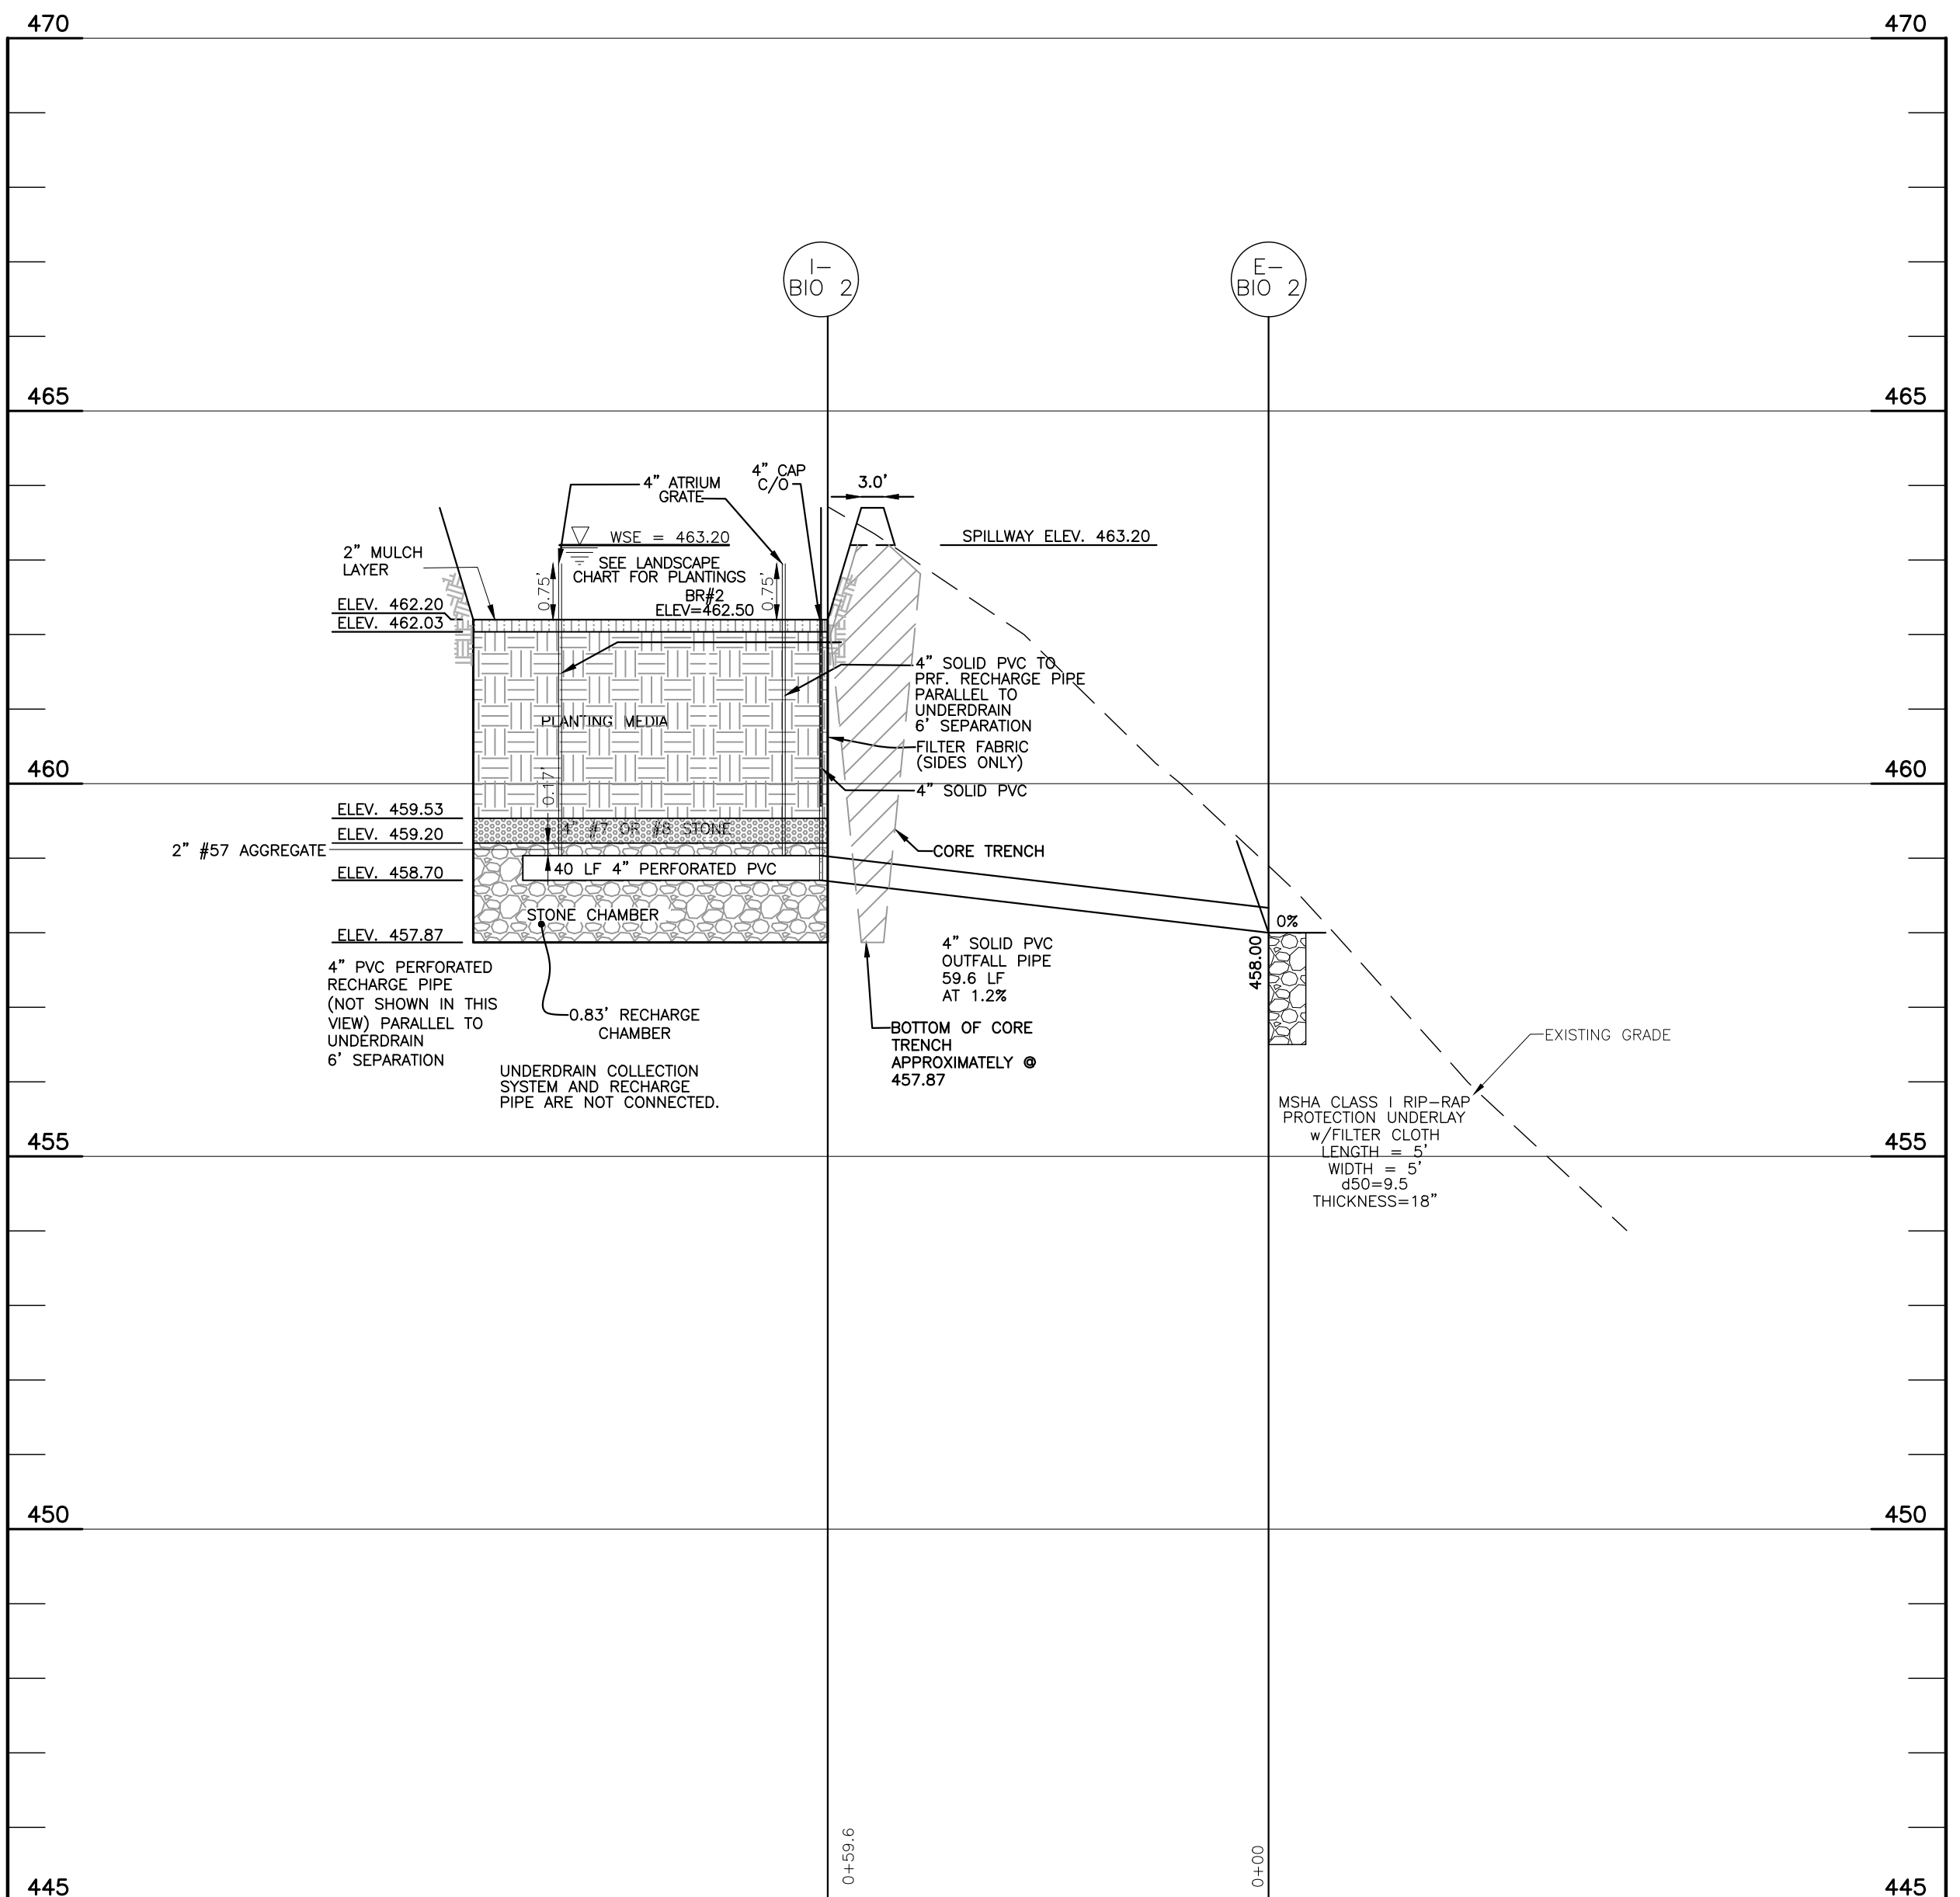 470
470
I-
BIO 2
E-
BIO 2
465
465
4" CAP
C/O
4" ATRIUM
GRATE
3.0'
WSE = 463.20
SPILLWAY ELEV. 463.20
2" MULCH
LAYER
SEE LANDSCAPE
CHART FOR PLANTINGS
BR#2
ELEV=462.50
0.75'
0.75'
ELEV. 462.20
ELEV. 462.03
4" SOLID PVC TO
PRF. RECHARGE PIPE
PARALLEL TO
UNDERDRAIN
6' SEPARATION
PLANTING MEDIA
FILTER FABRIC
(SIDES ONLY)
460
460
0.17'
4" SOLID PVC
ELEV. 459.53
4" #7 OR #8 STONE
ELEV. 459.20
2" #57 AGGREGATE
CORE TRENCH
40 LF 4" PERFORATED PVC
ELEV. 458.70
STONE CHAMBER
0%
458.00
ELEV. 457.87
4" SOLID PVC
OUTFALL PIPE
59.6 LF
AT 1.2%
4" PVC PERFORATED
RECHARGE PIPE
(NOT SHOWN IN THIS
VIEW) PARALLEL TO
UNDERDRAIN
6' SEPARATION
0.83' RECHARGE
CHAMBER
BOTTOM OF CORE
TRENCH
APPROXIMATELY @
457.87
EXISTING GRADE
UNDERDRAIN COLLECTION
SYSTEM AND RECHARGE
PIPE ARE NOT CONNECTED.
MSHA CLASS I RIP-RAP
PROTECTION UNDERLAY
w/FILTER CLOTH
LENGTH = 5'
WIDTH = 5'
d50=9.5
THICKNESS=18"
455
455
450
450
0+59.6
0+00
445
445